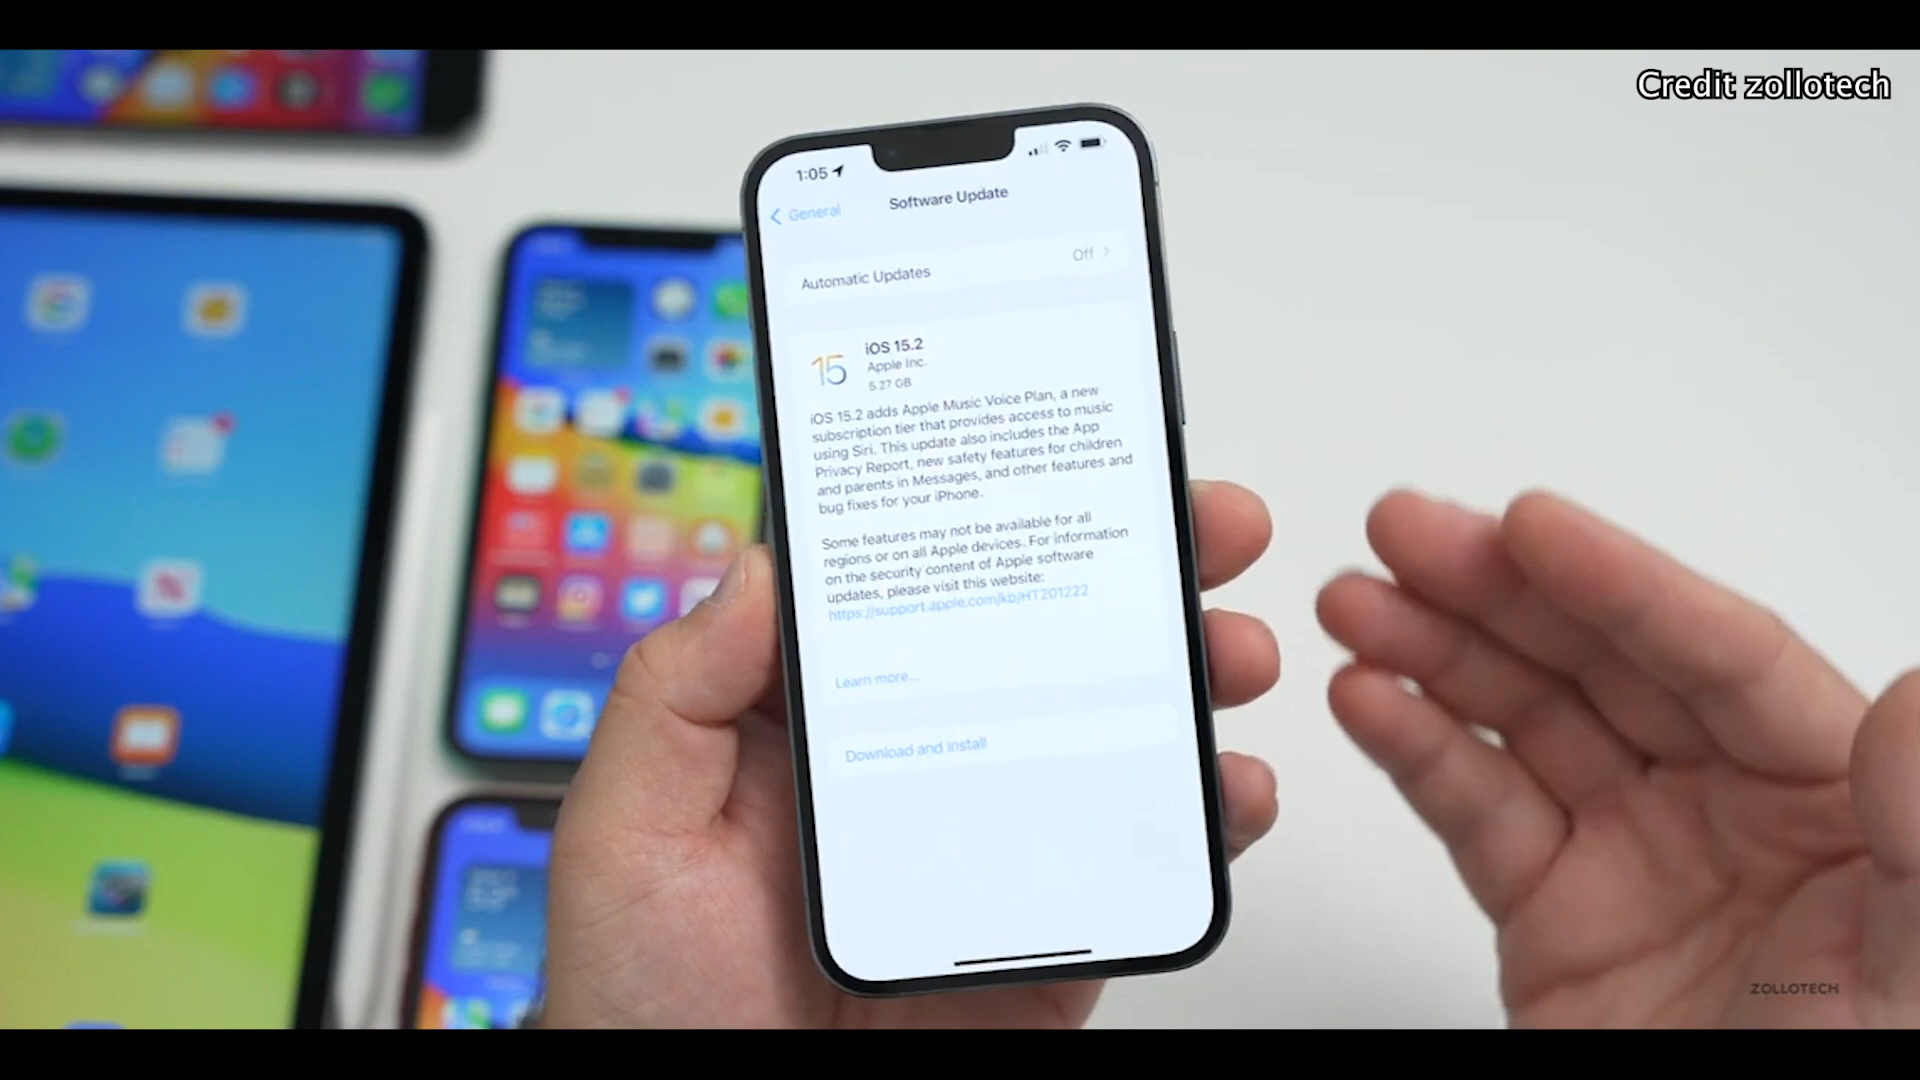 Credit zollotech
1:05
General
Software Update
Automatic Updates
Off
15
iOS 15.2
Apple Inc.
5.27 GB
iOS 15.2 adds Apple Music Voice Plan, a new
subscription tier that provides access to music
using Siri. This update also includes the App
Privacy Report, new safety features for children
and parents in Messages, and other features and
bug fixes for your iPhone.
Some features may not be available for all
regions or on all Apple devices. For information
on the security content of Apple software
updates, please visit this website:
https://support.apple.com/kb/HT201222
Learn more...
Download and Install
ZOLLOTECH